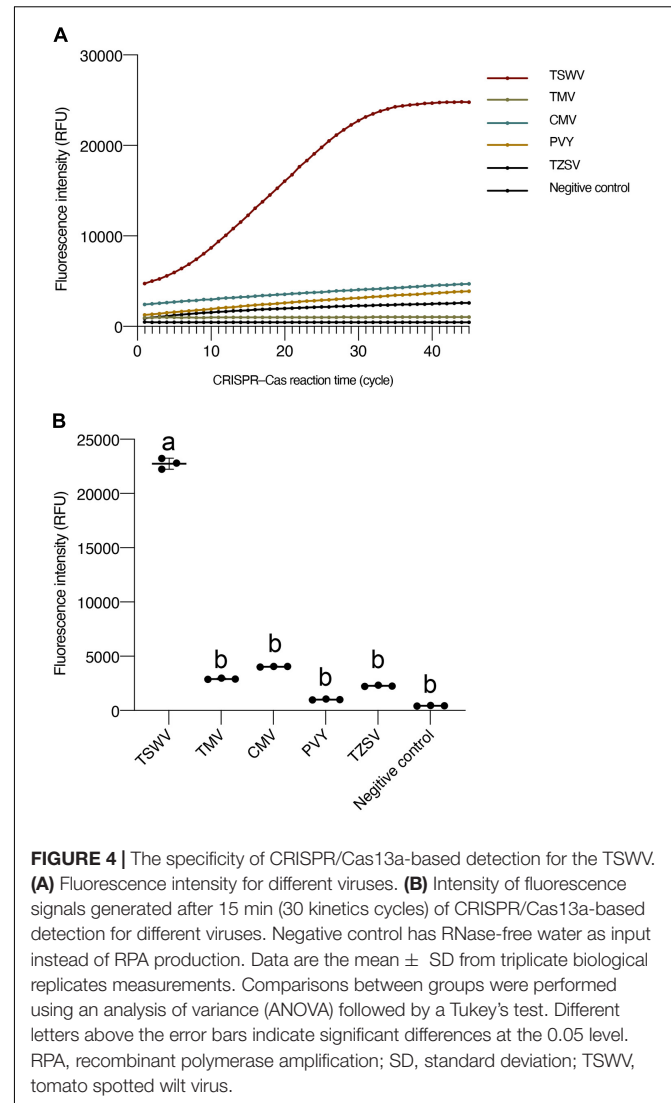 A
30000
20000
10000
0
Fluorescence intensity (RFU)
0 10 20 30 40
CRISPR–Cas reaction time (cycle)
TSWV
TMV
CMV
PVY
TZSV
Negitive control
B
25000
20000
15000
10000
5000
0
Fluorescence intensity (RFU)
a
b
b
b
b
b
TSWV
TMV
CMV
PVY
TZSV
Negitive control
FIGURE 4 | The specificity of CRISPR/Cas13a-based detection for the TSWV.
(A) Fluorescence intensity for different viruses. (B) Intensity of fluorescence
signals generated after 15 min (30 kinetics cycles) of CRISPR/Cas13a-based
detection for different viruses. Negative control has RNase-free water as input
instead of RPA production. Data are the mean ± SD from triplicate biological
replicates measurements. Comparisons between groups were performed
using an analysis of variance (ANOVA) followed by a Tukey's test. Different
letters above the error bars indicate significant differences at the 0.05 level.
RPA, recombinant polymerase amplification; SD, standard deviation; TSWV,
tomato spotted wilt virus.